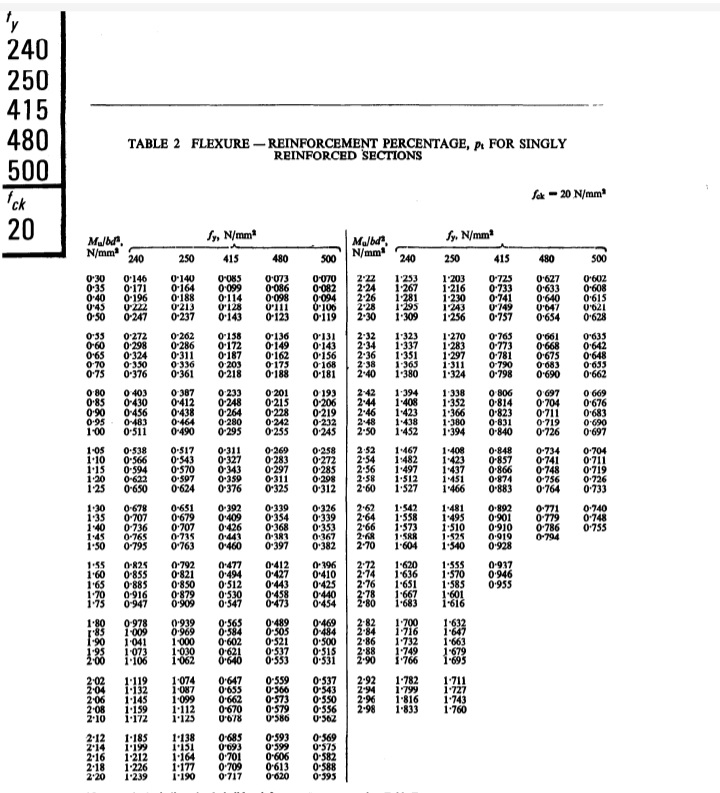 fy
240
250
415
480
500
fck
20
TABLE 2 FLEXURE — REINFORCEMENT PERCENTAGE, pt FOR SINGLY
REINFORCED SECTIONS
fck = 20 N/mm²
Mu/bd², fy, N/mm² Mu/bd², fy, N/mm²
N/mm² 240 250 415 480 500 N/mm² 240 250 415 480 500
0·30 0·146 0·140 0·085 0·073 0·070 2·22 1·253 1·203 0·725 0·627 0·602
0·35 0·171 0·164 0·099 0·086 0·082 2·24 1·267 1·216 0·733 0·633 0·608
0·40 0·196 0·188 0·114 0·098 0·094 2·26 1·281 1·230 0·741 0·640 0·615
0·45 0·222 0·213 0·128 0·111 0·106 2·28 1·295 1·243 0·749 0·647 0·621
0·50 0·247 0·237 0·143 0·123 0·119 2·30 1·309 1·256 0·757 0·654 0·628
0·55 0·272 0·262 0·158 0·136 0·131 2·32 1·323 1·270 0·765 0·661 0·635
0·60 0·298 0·286 0·172 0·149 0·143 2·34 1·337 1·283 0·773 0·668 0·642
0·65 0·324 0·311 0·187 0·162 0·156 2·36 1·351 1·297 0·781 0·675 0·648
0·70 0·350 0·336 0·203 0·175 0·168 2·38 1·365 1·311 0·790 0·683 0·655
0·75 0·376 0·361 0·218 0·188 0·181 2·40 1·380 1·324 0·798 0·690 0·662
0·80 0·403 0·387 0·233 0·201 0·193 2·42 1·394 1·338 0·806 0·697 0·669
0·85 0·430 0·412 0·248 0·215 0·206 2·44 1·408 1·352 0·814 0·704 0·676
0·90 0·456 0·438 0·264 0·228 0·219 2·46 1·423 1·366 0·823 0·711 0·683
0·95 0·483 0·464 0·280 0·242 0·232 2·48 1·438 1·380 0·831 0·719 0·690
1·00 0·511 0·490 0·295 0·255 0·245 2·50 1·452 1·394 0·840 0·726 0·697
1·05 0·538 0·517 0·311 0·269 0·258 2·52 1·467 1·408 0·848 0·734 0·704
1·10 0·566 0·543 0·327 0·283 0·272 2·54 1·482 1·423 0·857 0·741 0·711
1·15 0·594 0·570 0·343 0·297 0·285 2·56 1·497 1·437 0·866 0·748 0·719
1·20 0·622 0·597 0·359 0·311 0·298 2·58 1·512 1·451 0·874 0·756 0·726
1·25 0·650 0·624 0·376 0·325 0·312 2·60 1·527 1·466 0·883 0·764 0·733
1·30 0·678 0·651 0·392 0·339 0·326 2·62 1·542 1·481 0·892 0·771 0·740
1·35 0·707 0·679 0·409 0·354 0·339 2·64 1·558 1·495 0·901 0·779 0·748
1·40 0·736 0·707 0·426 0·368 0·353 2·66 1·573 1·510 0·910 0·786 0·755
1·45 0·765 0·735 0·443 0·383 0·367 2·68 1·588 1·525 0·919 0·794
1·50 0·795 0·763 0·460 0·397 0·382 2·70 1·604 1·540 0·928
1·55 0·825 0·792 0·477 0·412 0·396 2·72 1·620 1·555 0·937
1·60 0·855 0·821 0·494 0·427 0·410 2·74 1·636 1·570 0·946
1·65 0·885 0·850 0·512 0·443 0·425 2·76 1·651 1·585 0·955
1·70 0·916 0·879 0·530 0·458 0·440 2·78 1·667 1·601
1·75 0·947 0·909 0·547 0·473 0·454 2·80 1·683 1·616
1·80 0·978 0·939 0·565 0·489 0·469 2·82 1·700 1·632
1·85 1·009 0·969 0·584 0·505 0·484 2·84 1·716 1·647
1·90 1·041 1·000 0·602 0·521 0·500 2·86 1·732 1·663
1·95 1·073 1·030 0·621 0·537 0·515 2·88 1·749 1·679
2·00 1·106 1·062 0·640 0·553 0·531 2·90 1·766 1·695
2·02 1·119 1·074 0·647 0·559 0·537 2·92 1·782 1·711
2·04 1·132 1·087 0·655 0·566 0·543 2·94 1·799 1·727
2·06 1·145 1·099 0·662 0·573 0·550 2·96 1·816 1·743
2·08 1·159 1·112 0·670 0·579 0·556 2·98 1·833 1·760
2·10 1·172 1·125 0·678 0·586 0·562
2·12 1·185 1·138 0·685 0·593 0·569
2·14 1·199 1·151 0·693 0·599 0·575
2·16 1·212 1·164 0·701 0·606 0·582
2·18 1·226 1·177 0·709 0·613 0·588
2·20 1·239 1·190 0·717 0·620 0·595